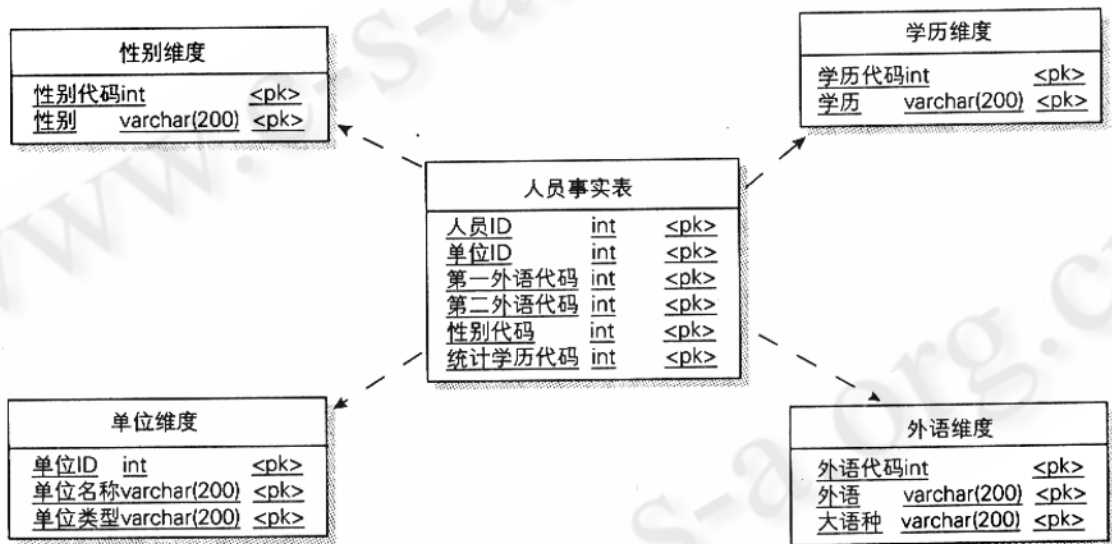 性别维度
性别代码int <pk>
性别 varchar(200) <pk>
学历维度
学历代码int <pk>
学历 varchar(200) <pk>
人员事实表
人员ID int <pk>
单位ID int <pk>
第一外语代码 int <pk>
第二外语代码 int <pk>
性别代码 int <pk>
统计学历代码 int <pk>
单位维度
单位ID int <pk>
单位名称varchar(200) <pk>
单位类型varchar(200) <pk>
外语维度
外语代码int <pk>
外语 varchar(200) <pk>
大语种 varchar(200) <pk>